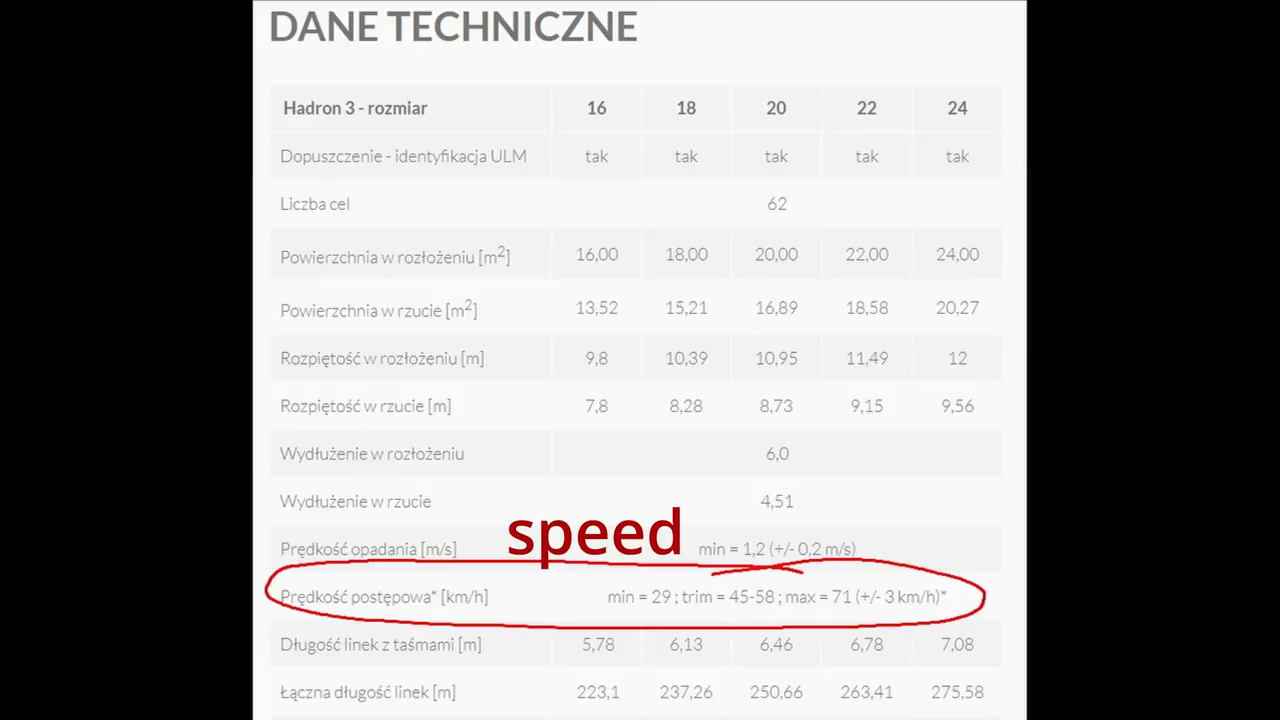 DANE TECHNICZNE
Hadron 3 - rozmiar 16 18 20 22 24
Dopuszczenie - identyfikacja ULM tak tak tak tak tak
Liczba cel 62
Powierzchnia w rozłożeniu [m2] 16,00 18,00 20,00 22,00 24,00
Powierzchnia w rzucie [m2] 13,52 15,21 16,89 18,58 20,27
Rozpiętość w rozłożeniu [m] 9,8 10,39 10,95 11,49 12
Rozpiętość w rzucie [m] 7,8 8,28 8,73 9,15 9,56
Wydłużenie w rozłożeniu 6,0
Wydłużenie w rzucie 4,51
speed
Prędkość opadania [m/s] min = 1,2 (+/- 0,2 m/s)
Prędkość postępowa* [km/h] min = 29 ; trim = 45-58 ; max = 71 (+/- 3 km/h)*
Długość linek z taśmami [m] 5,78 6,13 6,46 6,78 7,08
Łączna długość linek [m] 223,1 237,26 250,66 263,41 275,58